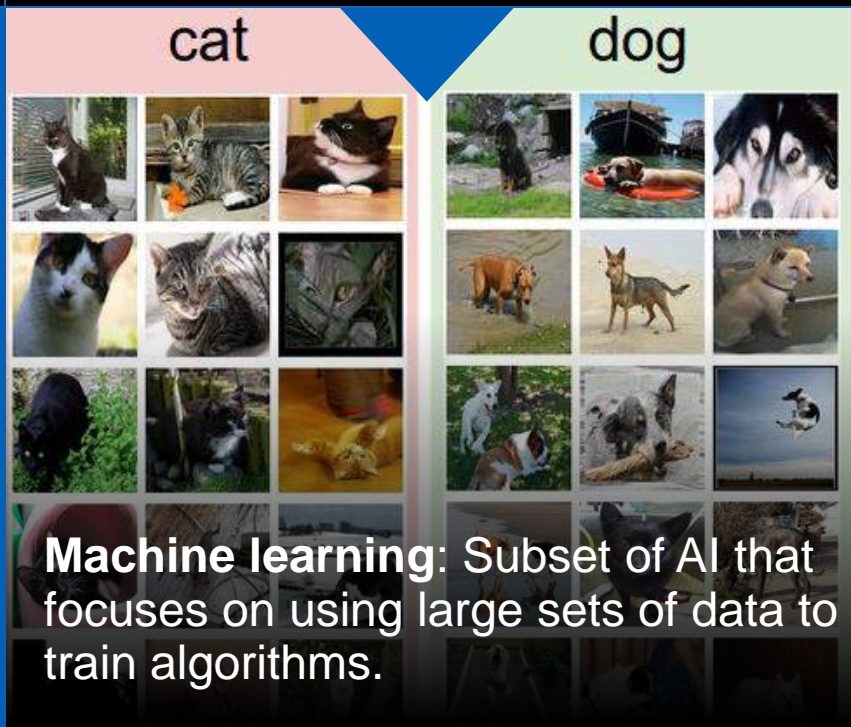 cat
dog
Machine learning: Subset of AI that
focuses on using large sets of data to
train algorithms.